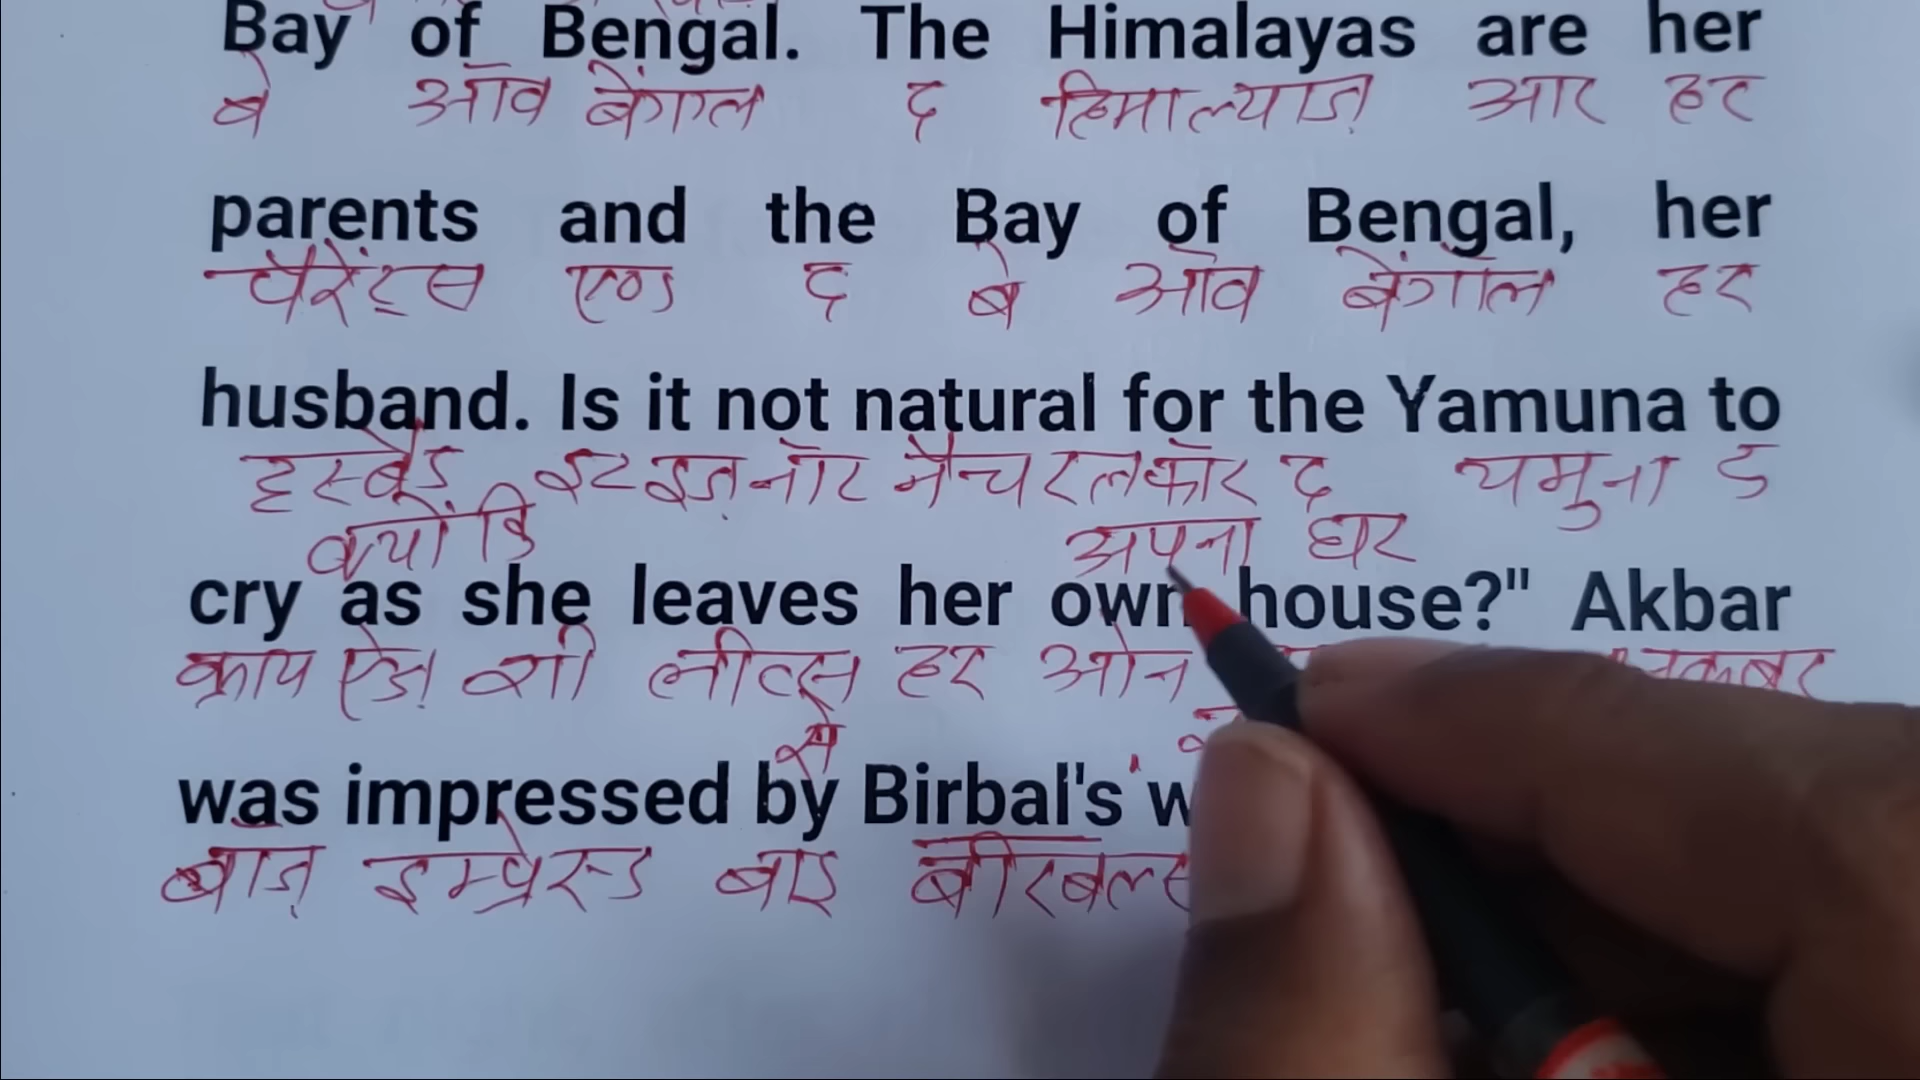 Bay of Bengal. The Himalayas are her
बे ऑव बेंगाल द हिमाल्याज़ आर हर
parents and the Bay of Bengal, her
पैरेंट्स एण्ड द बे ऑव बेंगॉल हर
husband. Is it not natural for the Yamuna to
हस्बैंड इट इज़ नॉट नैचरल फॉर द यमुना ट
क्यों कि अपना घर
cry as she leaves her own house?" Akbar
क्राय ऐज़ शी लीव्स हर ओन
से
was impressed by Birbal's
वाज़ इम्प्रेस्ड बाइ बीरबल्स